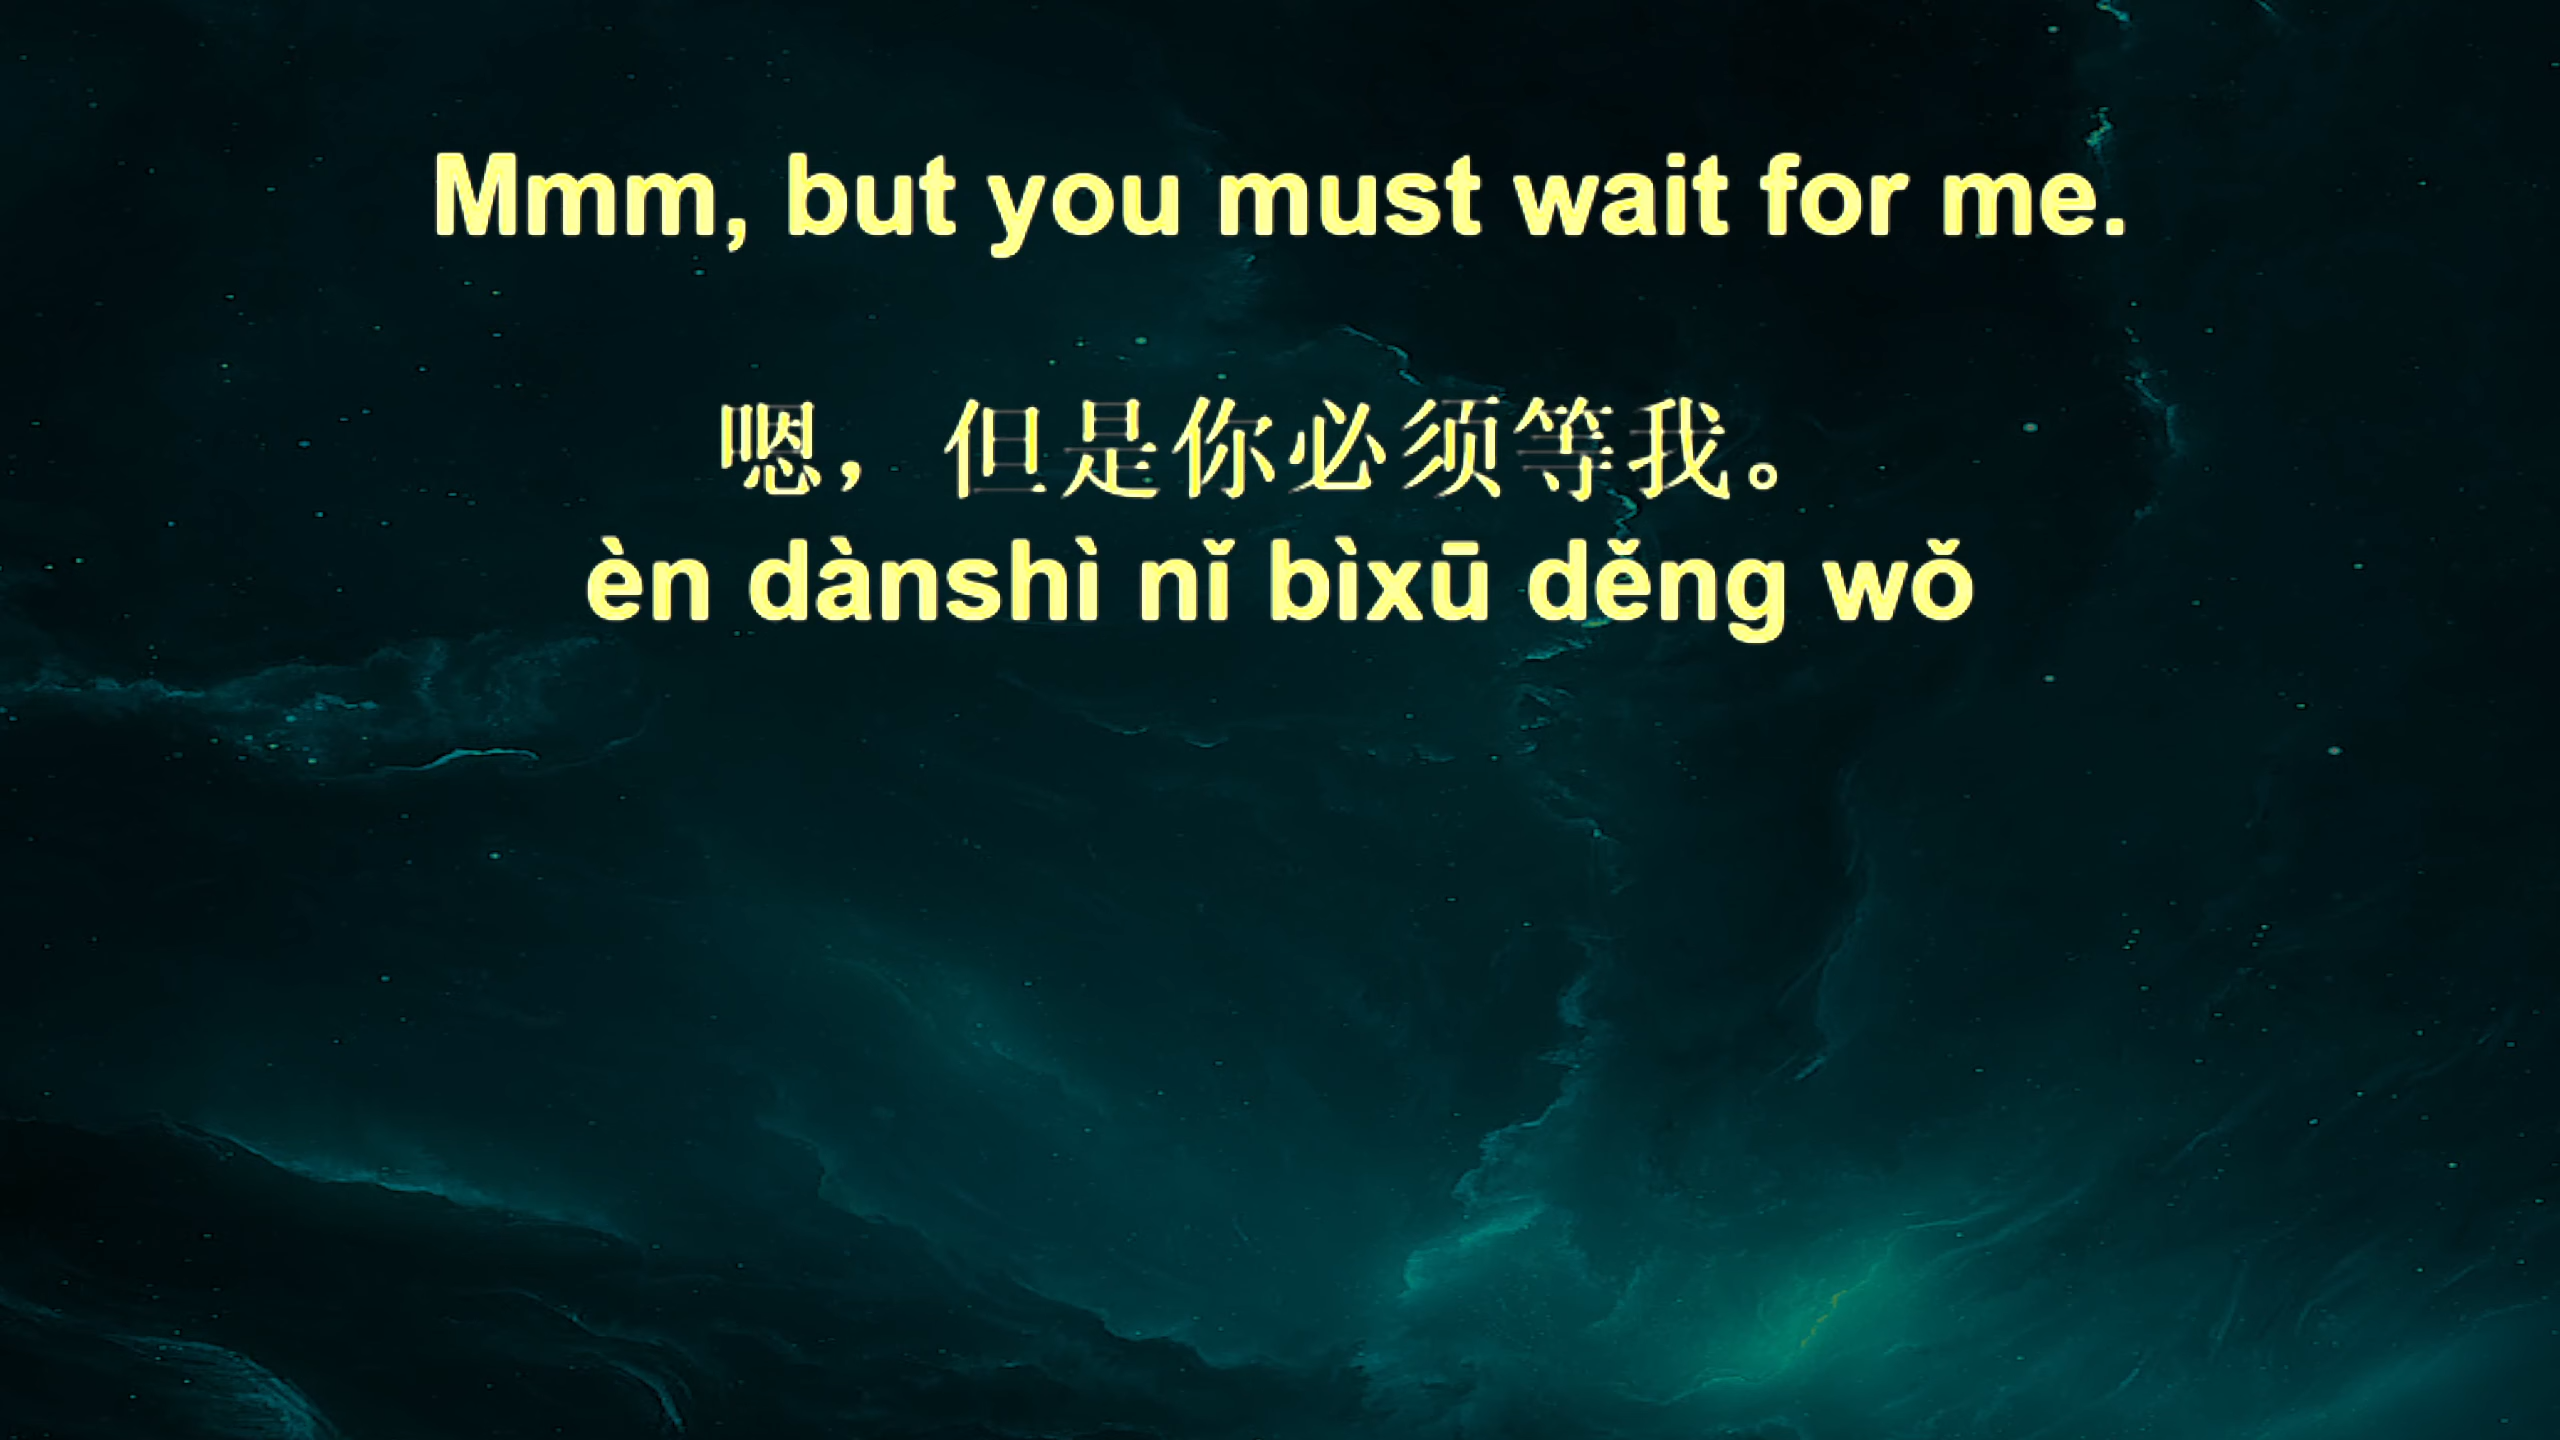 Mmm, but you must wait for me.
嗯，但是你必须等我。
èn dànshì nǐ bìxū děng wǒ